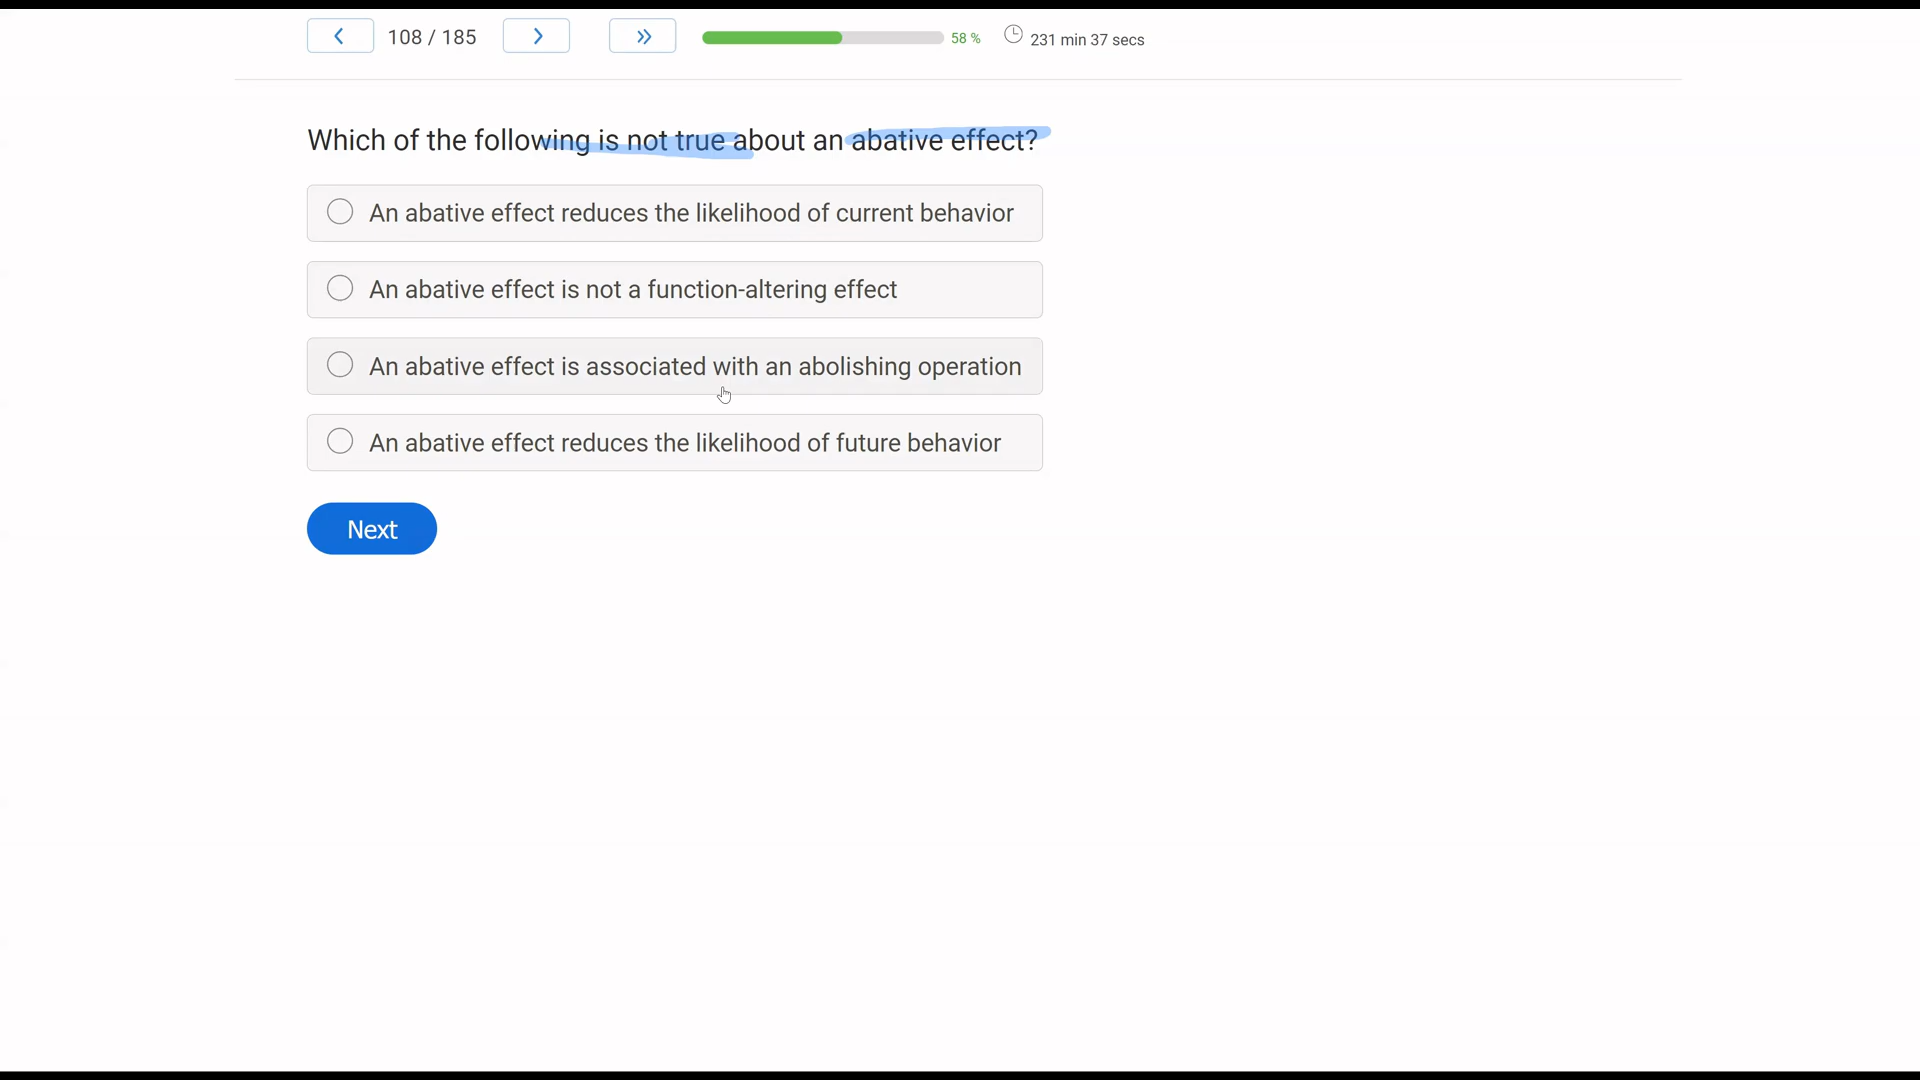 108 / 185
58 %
231 min 37 secs
Which of the following is not true about an abative effect?
An abative effect reduces the likelihood of current behavior
An abative effect is not a function-altering effect
An abative effect is associated with an abolishing operation
An abative effect reduces the likelihood of future behavior
Next